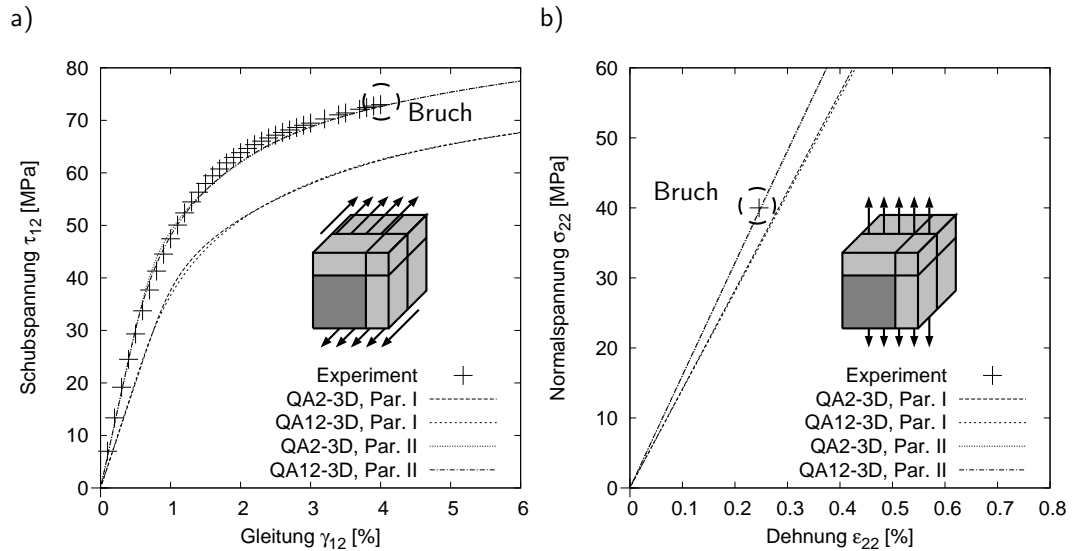 a)
80
70
60
50
40
30
20
10
0
Schubspannung τ12 [MPa]
0 1 2 3 4 5 6
Gleitung γ12 [%]
Bruch
Experiment
QA2-3D, Par. I
QA12-3D, Par. I
QA2-3D, Par. II
QA12-3D, Par. II
b)
60
50
40
30
20
10
0
Normalspannung σ22 [MPa]
0.0 0.1 0.2 0.3 0.4 0.5 0.6 0.7 0.8
Dehnung ε22 [%]
Bruch
Experiment
QA2-3D, Par. I
QA12-3D, Par. I
QA2-3D, Par. II
QA12-3D, Par. II